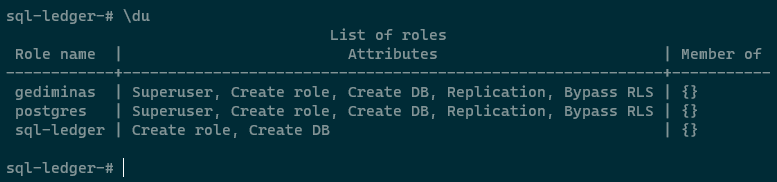 sql-ledger-# \du
                                   List of roles
 Role name  |                         Attributes                         | Member of
------------+------------------------------------------------------------+-----------
 gediminas  | Superuser, Create role, Create DB, Replication, Bypass RLS | {}
 postgres   | Superuser, Create role, Create DB, Replication, Bypass RLS | {}
 sql-ledger | Create role, Create DB                                     | {}
sql-ledger-#